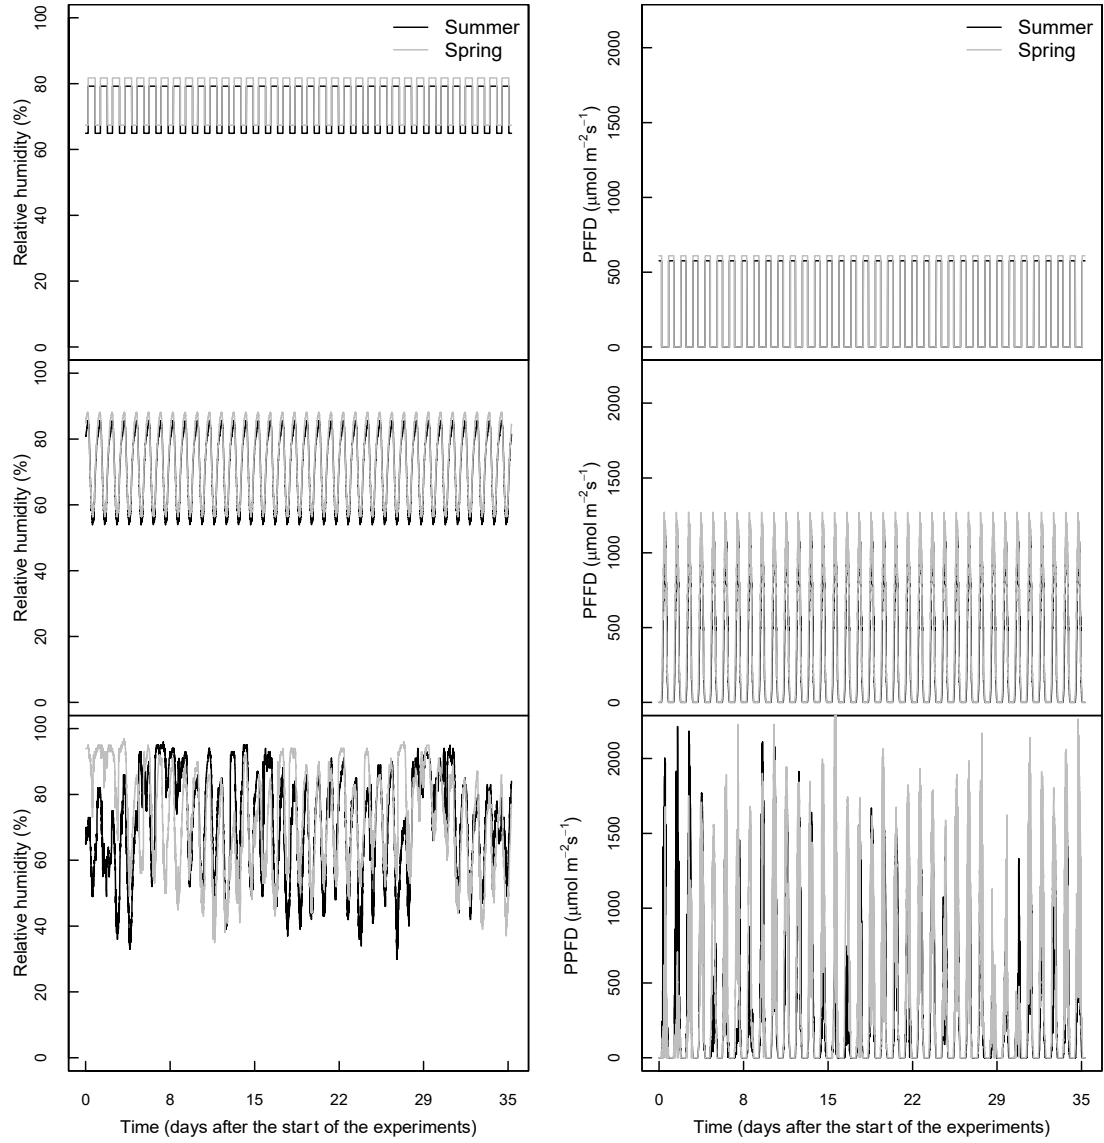 Summer
Spring
Relative humidity (%)
0
20
40
60
80
100
Summer
Spring
PFFD (μmol m⁻²s⁻¹)
0
500
1000
1500
2000
Relative humidity (%)
0
20
40
60
80
100
PFFD (μmol m⁻²s⁻¹)
0
500
1000
1500
2000
Relative humidity (%)
0
20
40
60
80
100
0 8 15 22 29 35
Time (days after the start of the experiments)
PPFD (μmol m⁻²s⁻¹)
0
500
1000
1500
2000
0 8 15 22 29 35
Time (days after the start of the experiments)